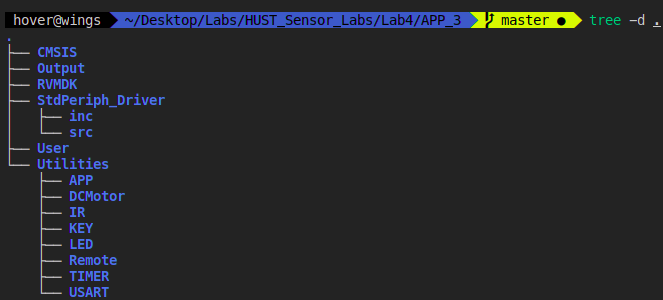 hover@wings ~/Desktop/Labs/HUST_Sensor_Labs/Lab4/APP_3 master ● tree -d .
.
├── CMSIS
├── Output
├── RVMDK
├── StdPeriph_Driver
│   ├── inc
│   └── src
├── User
└── Utilities
    ├── APP
    ├── DCMotor
    ├── IR
    ├── KEY
    ├── LED
    ├── Remote
    ├── TIMER
    └── USART